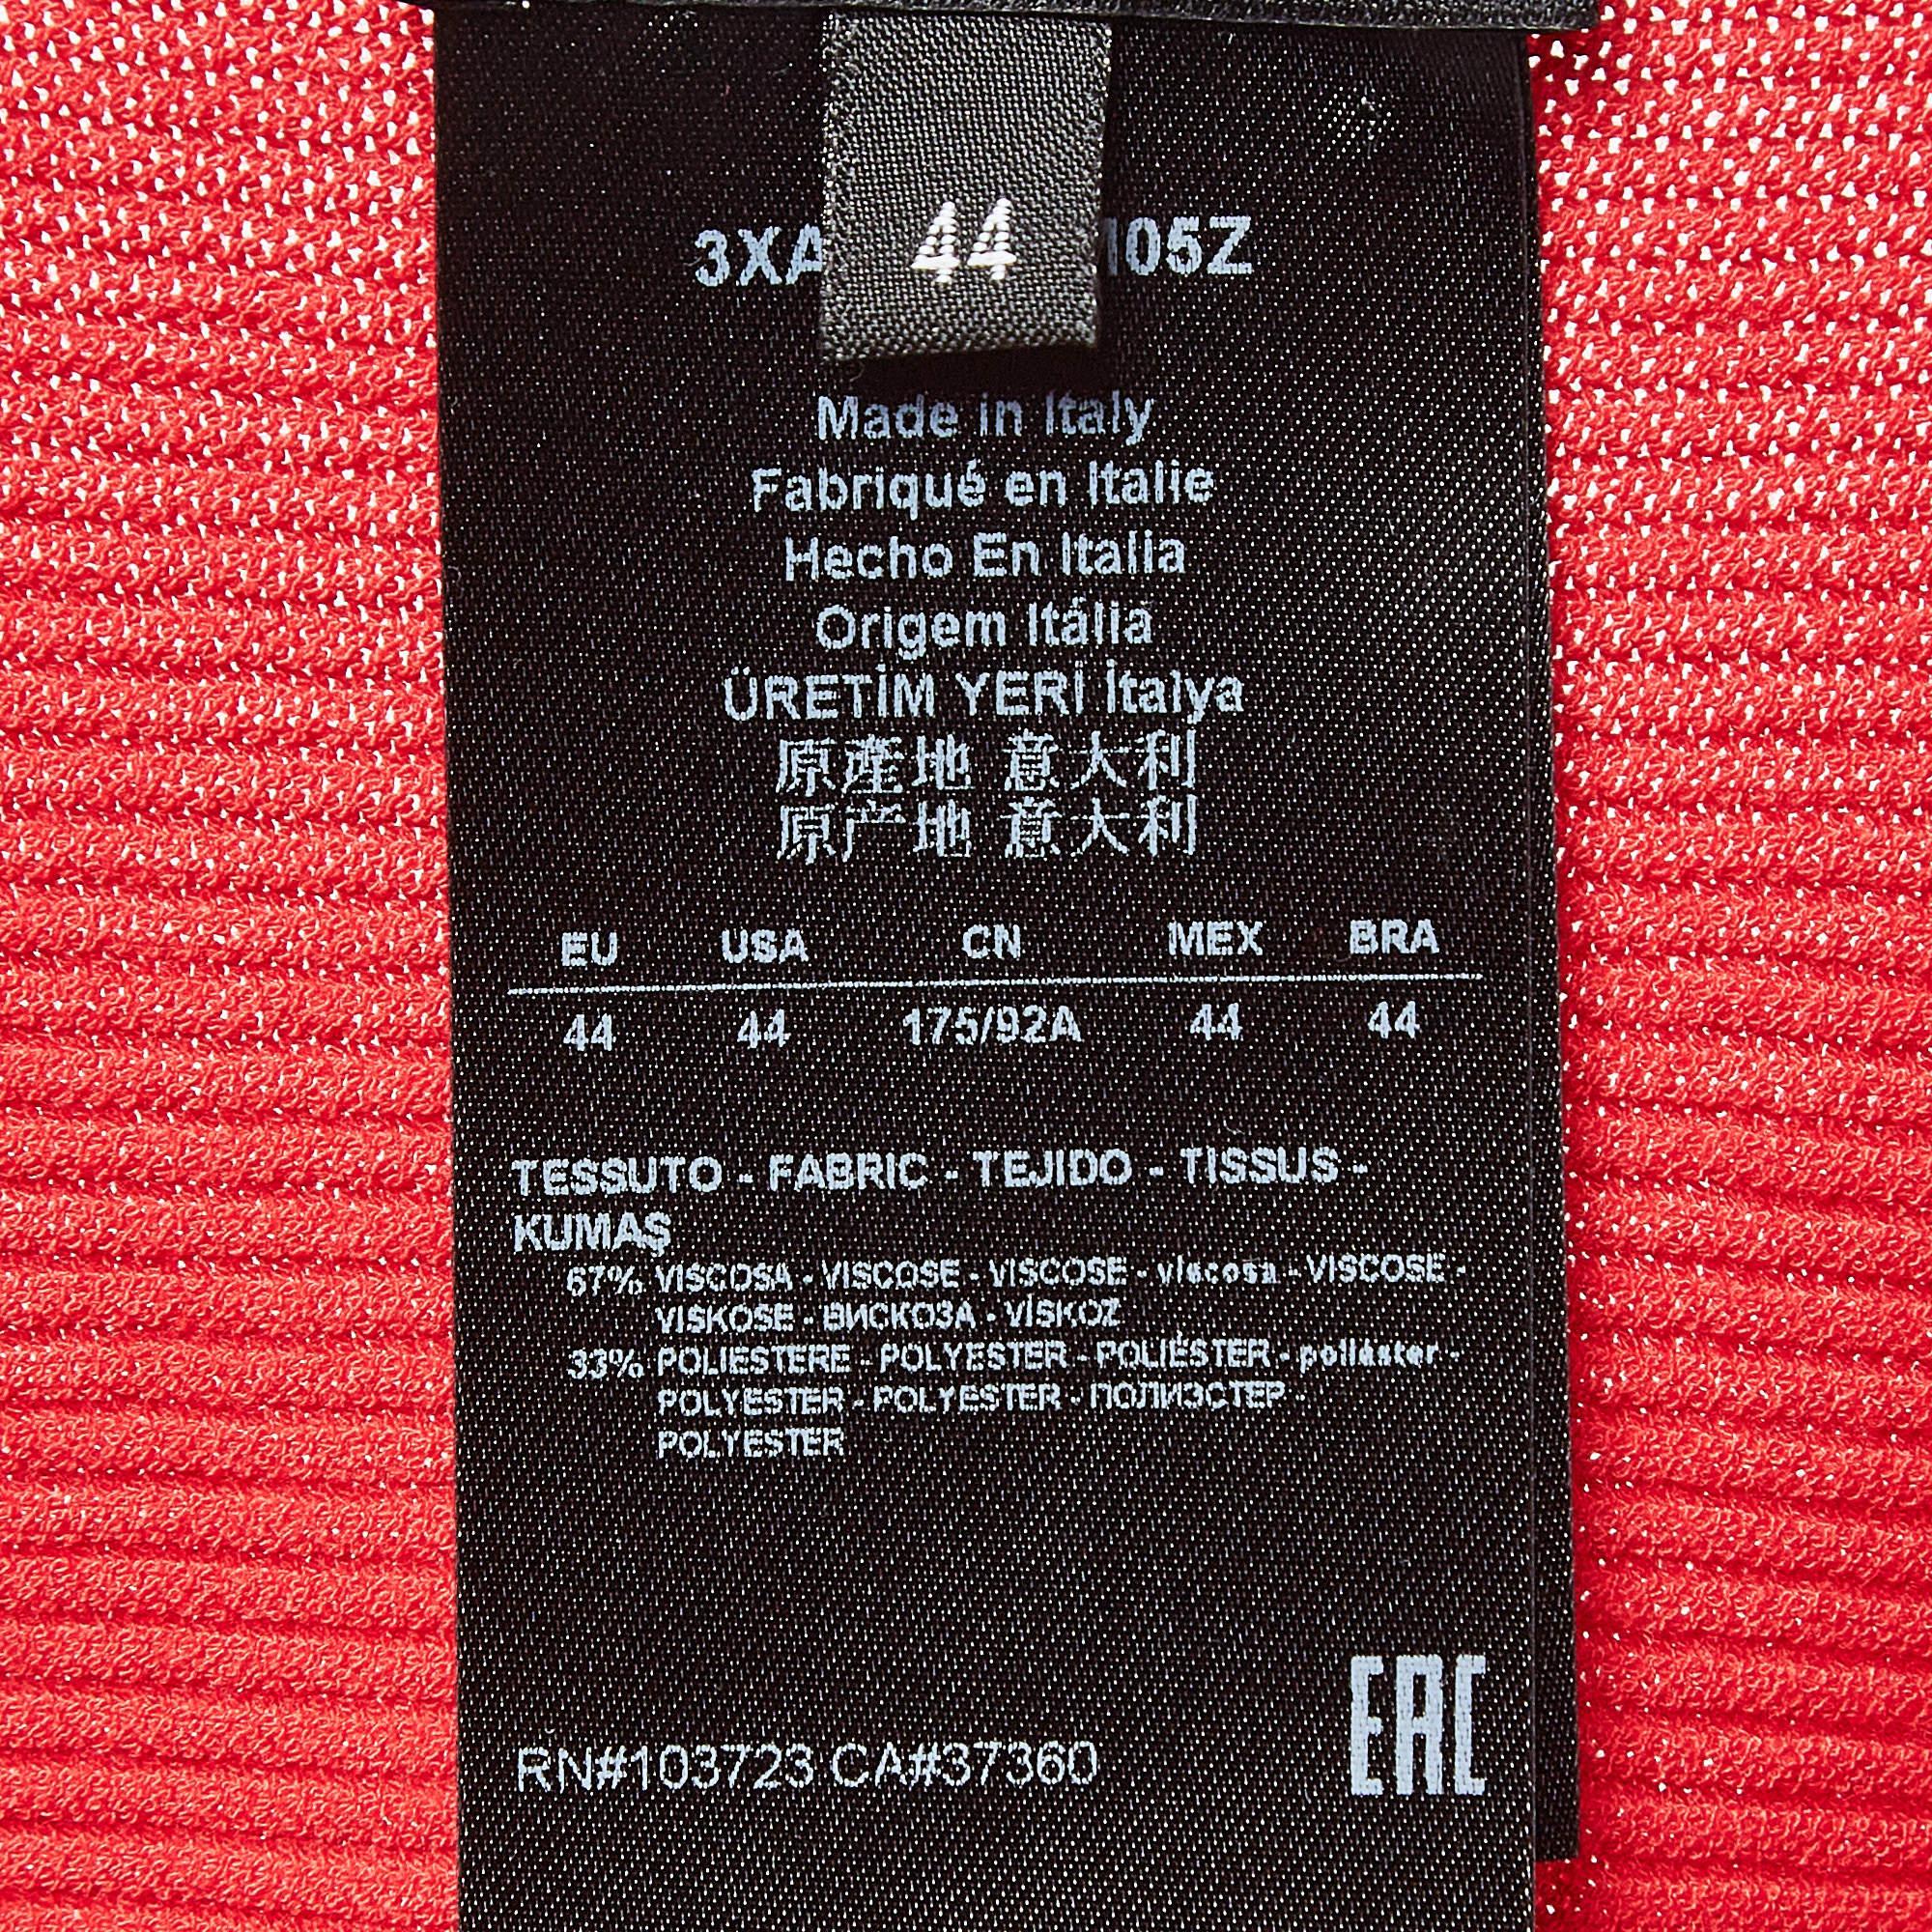 44
3XA 105Z
Made in Italy
Fabriqué en Italie
Hecho En Italia
Origem Itália
ÜRETİM YERİ İtalya
原產地 意大利
原产地 意大利
EU USA CN MEX BRA
44 44 175/92A 44 44
TESSUTO - FABRIC - TEJIDO - TISSUS -
KUMAŞ
67% VISCOSA - VISCOSE - VISCOSE - viscosa - VISCOSE -
VISKOSE - ВИСКОЗА - VİSKOZ
33% POLIESTERE - POLYESTER - POLIÉSTER - poliéster -
POLYESTER - POLYESTER - ПОЛИЭСТЕР -
POLYESTER
EAC
RN#103723 CA#37360